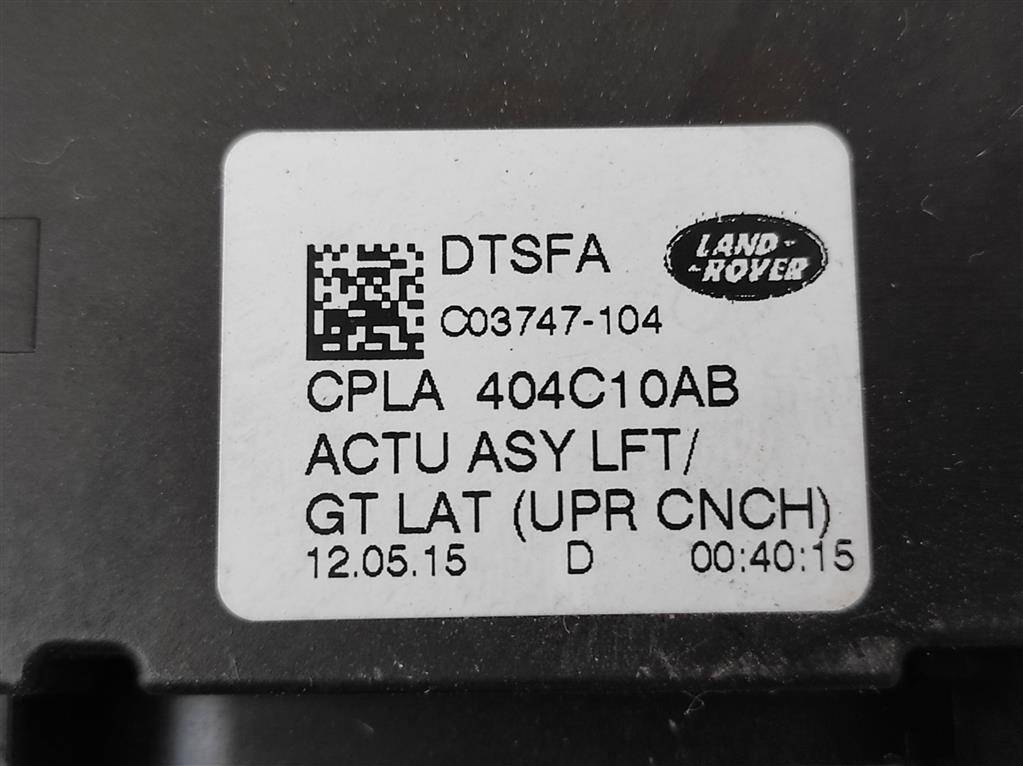 DTSFA
LAND-
-ROVER
C03747-104
CPLA 404C10AB
ACTU ASY LFT/
GT LAT (UPR CNCH)
12.05.15 D 00:40:15